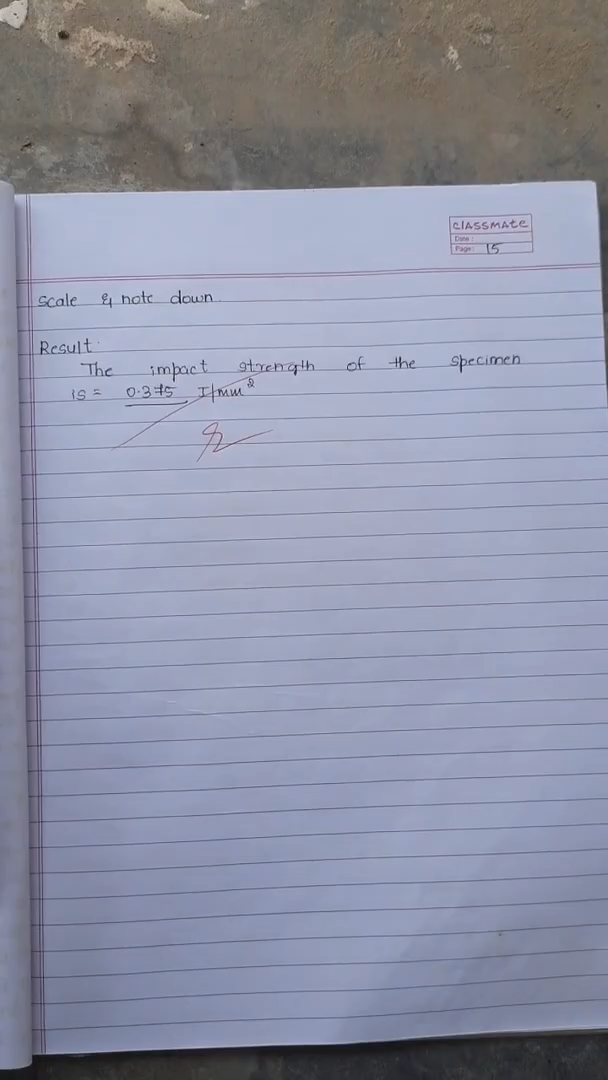 CLASSMATE
Date :
Page: 15
Scale & note down.
Result:
The impact strength of the specimen
is = 0.375 J/mm²